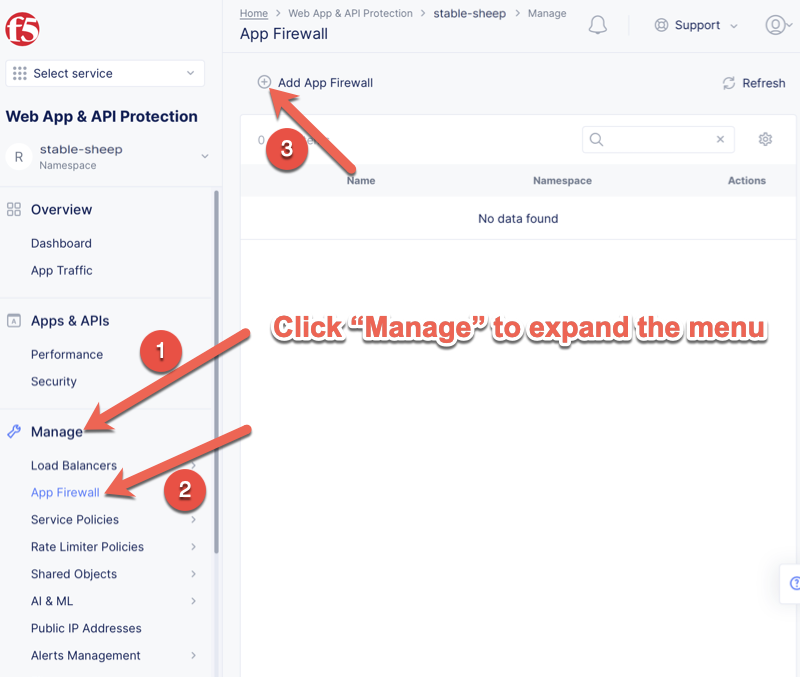 f5
Select service
Web App & API Protection
R
stable-sheep
Namespace
Overview
Dashboard
App Traffic
Apps & APIs
Performance
Security
Manage
Load Balancers
App Firewall
Service Policies
Rate Limiter Policies
Shared Objects
AI & ML
Public IP Addresses
Alerts Management
Home > Web App & API Protection > stable-sheep > Manage
App Firewall
Support
Add App Firewall
Refresh
0
Name Namespace Actions
No data found
Click “Manage” to expand the menu
1
2
3